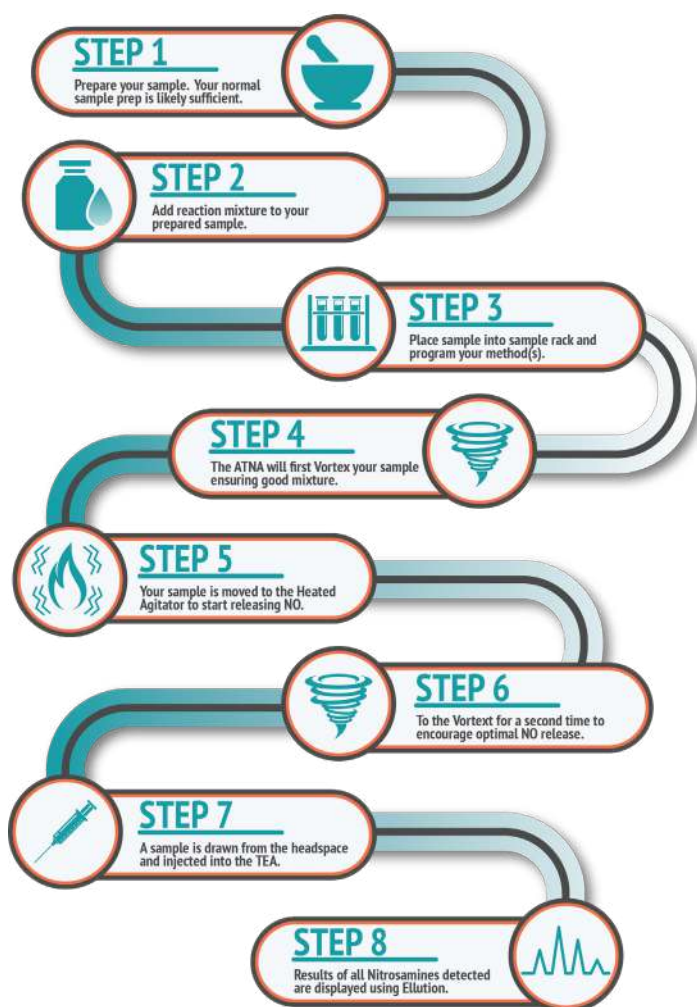 STEP 1
Prepare your sample. Your normal
sample prep is likely sufficient.
STEP 2
Add reaction mixture to your
prepared sample.
STEP 3
Place sample into sample rack and
program your method(s).
STEP 4
The ATNA will first Vortex your sample
ensuring good mixture.
STEP 5
Your sample is moved to the Heated
Agitator to start releasing NO.
STEP 6
To the Vortext for a second time to
encourage optimal NO release.
STEP 7
A sample is drawn from the headspace
and injected into the TEA.
STEP 8
Results of all Nitrosamines detected
are displayed using Ellution.